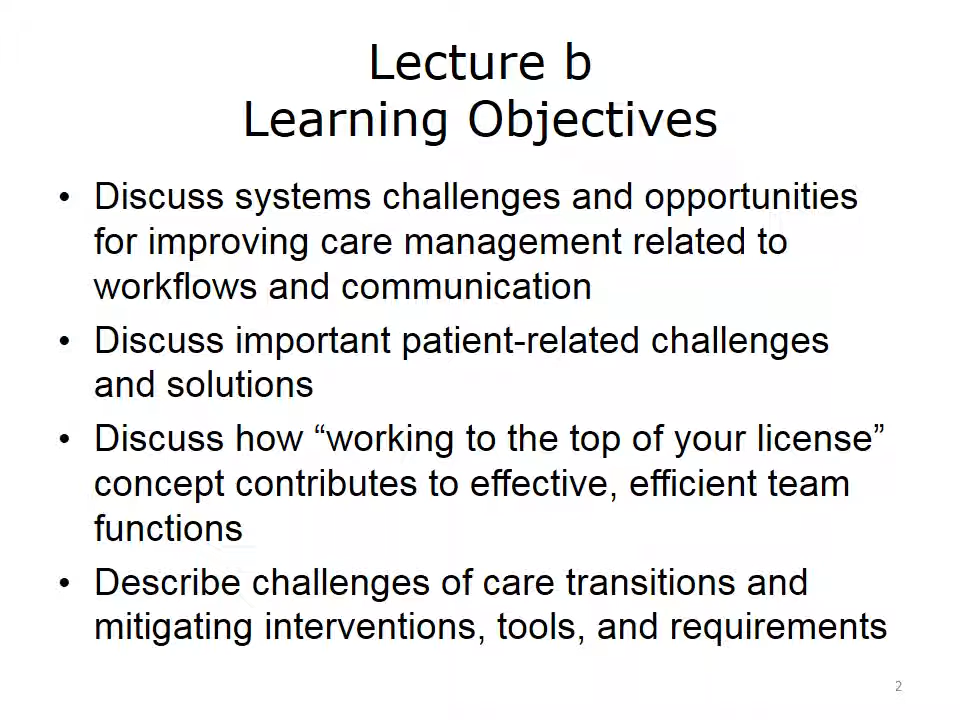 Lecture b
Learning Objectives
• Discuss systems challenges and opportunities
for improving care management related to
workflows and communication
• Discuss important patient-related challenges
and solutions
• Discuss how “working to the top of your license”
concept contributes to effective, efficient team
functions
• Describe challenges of care transitions and
mitigating interventions, tools, and requirements
2